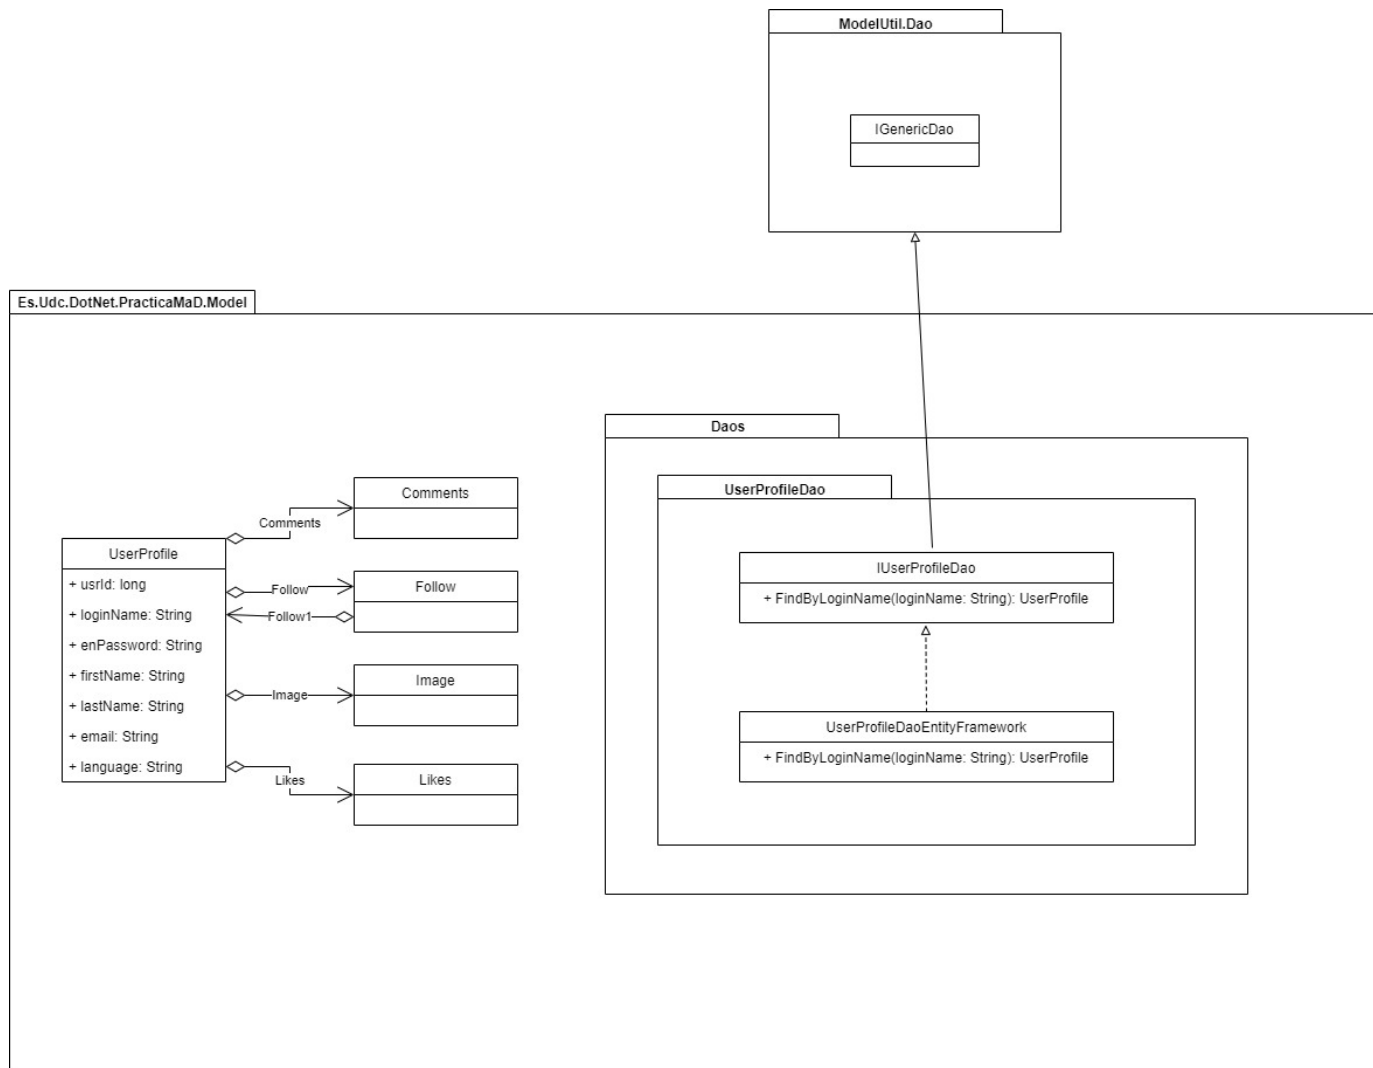 ModelUtil.Dao
IGenericDao
Es.Udc.DotNet.PracticaMaD.Model
Daos
UserProfileDao
IUserProfileDao
+ FindByLoginName(loginName: String): UserProfile
UserProfileDaoEntityFramework
+ FindByLoginName(loginName: String): UserProfile
UserProfile
+ usrId: long
+ loginName: String
+ enPassword: String
+ firstName: String
+ lastName: String
+ email: String
+ language: String
Comments
Comments
Follow
Follow1
Follow
Image
Image
Likes
Likes